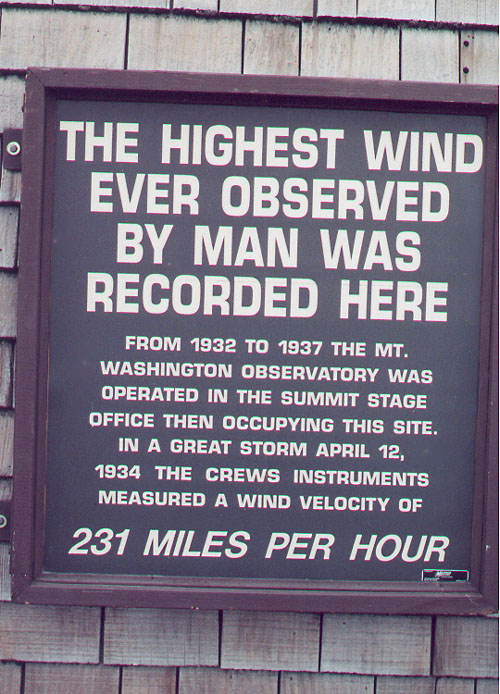 THE HIGHEST WIND
EVER OBSERVED
BY MAN WAS
RECORDED HERE
FROM 1932 TO 1937 THE MT.
WASHINGTON OBSERVATORY WAS
OPERATED IN THE SUMMIT STAGE
OFFICE THEN OCCUPYING THIS SITE.
IN A GREAT STORM APRIL 12,
1934 THE CREWS INSTRUMENTS
MEASURED A WIND VELOCITY OF
231 MILES PER HOUR